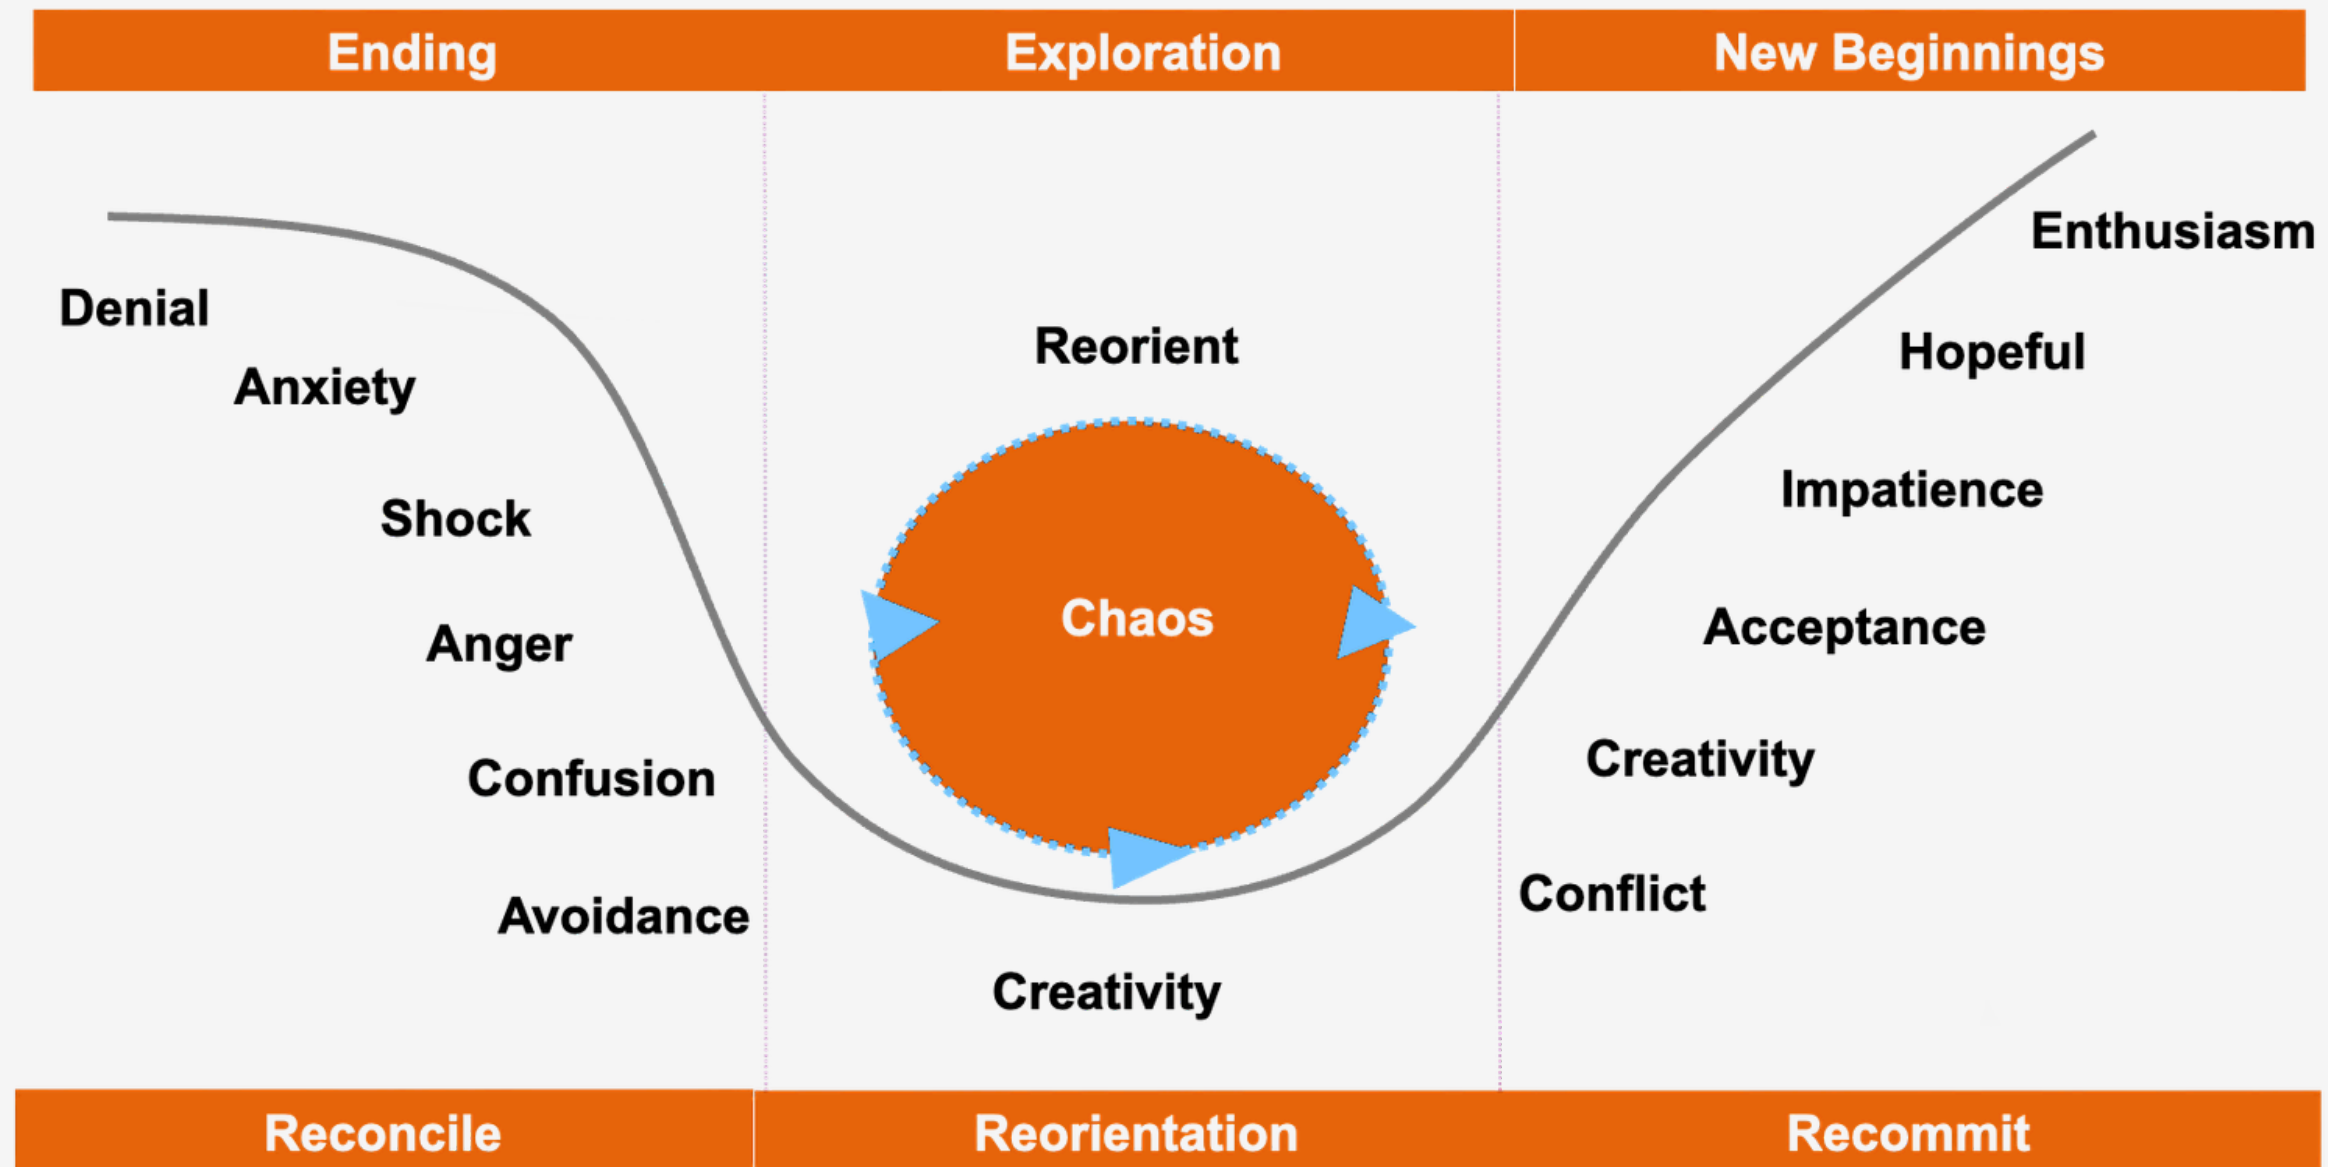 Ending
Exploration
New Beginnings
Denial
Anxiety
Shock
Anger
Confusion
Avoidance
Reorient
Chaos
Creativity
Enthusiasm
Hopeful
Impatience
Acceptance
Creativity
Conflict
Reconcile
Reorientation
Recommit